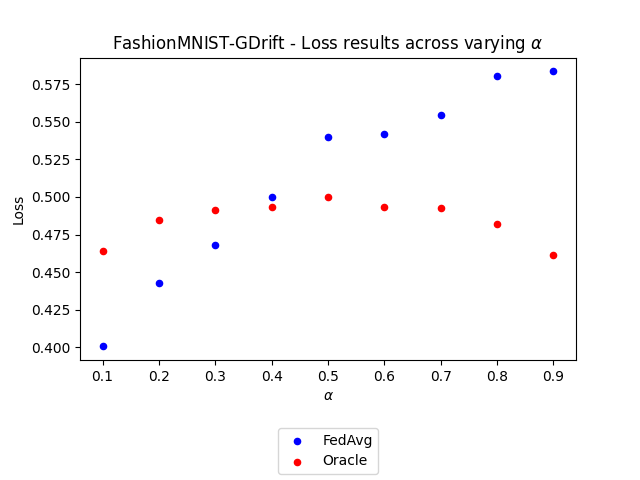 FashionMNIST-GDrift - Loss results across varying α
0.575
0.550
0.525
0.500
0.475
0.450
0.425
0.400
Loss
0.1 0.2 0.3 0.4 0.5 0.6 0.7 0.8 0.9
α
FedAvg
Oracle